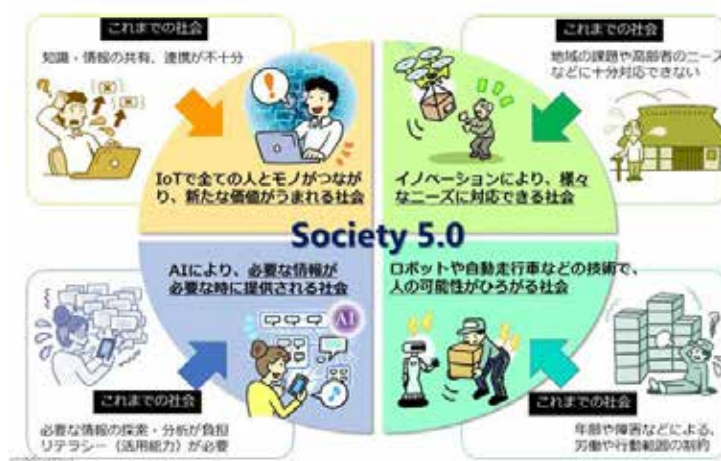 これまでの社会
知識・情報の共有、連携が不十分
これまでの社会
地域の課題や高齢者のニーズ
などに十分対応できない
IoTで全ての人とモノがつなが
り、新たな価値がうまれる社会
イノベーションにより、様々
なニーズに対応できる社会
Society 5.0
AIにより、必要な情報が
必要な時に提供される社会
ロボットや自動走行車などの技術で、
人の可能性がひろがる社会
AI
これまでの社会
必要な情報の探索・分析が負担
リテラシー（活用能力）が必要
これまでの社会
年齢や障害などによる、
労働や行動範囲の制約